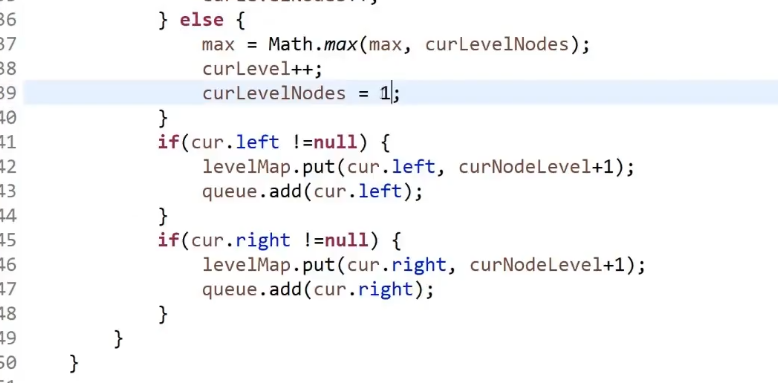 36 } else {
37 max = Math.max(max, curLevelNodes);
38 curLevel++;
39 curLevelNodes = 1;
40 }
41 if(cur.left !=null) {
42 levelMap.put(cur.left, curNodeLevel+1);
43 queue.add(cur.left);
44 }
45 if(cur.right !=null) {
46 levelMap.put(cur.right, curNodeLevel+1);
47 queue.add(cur.right);
48 }
49 }
50 }